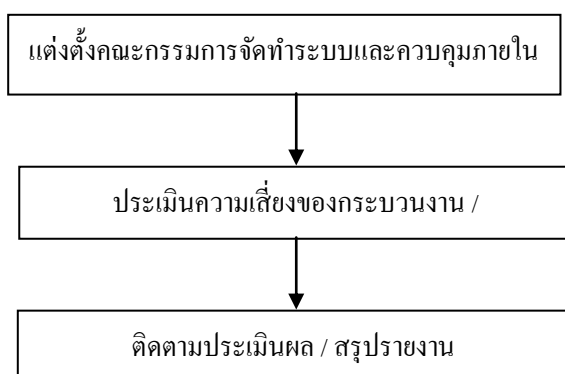 แต่งตั้งคณะกรรมการจัดทำระบบและควบคุมภายใน
ประเมินความเสี่ยงของกระบวนงาน /
ติดตามประเมินผล / สรุปรายงาน